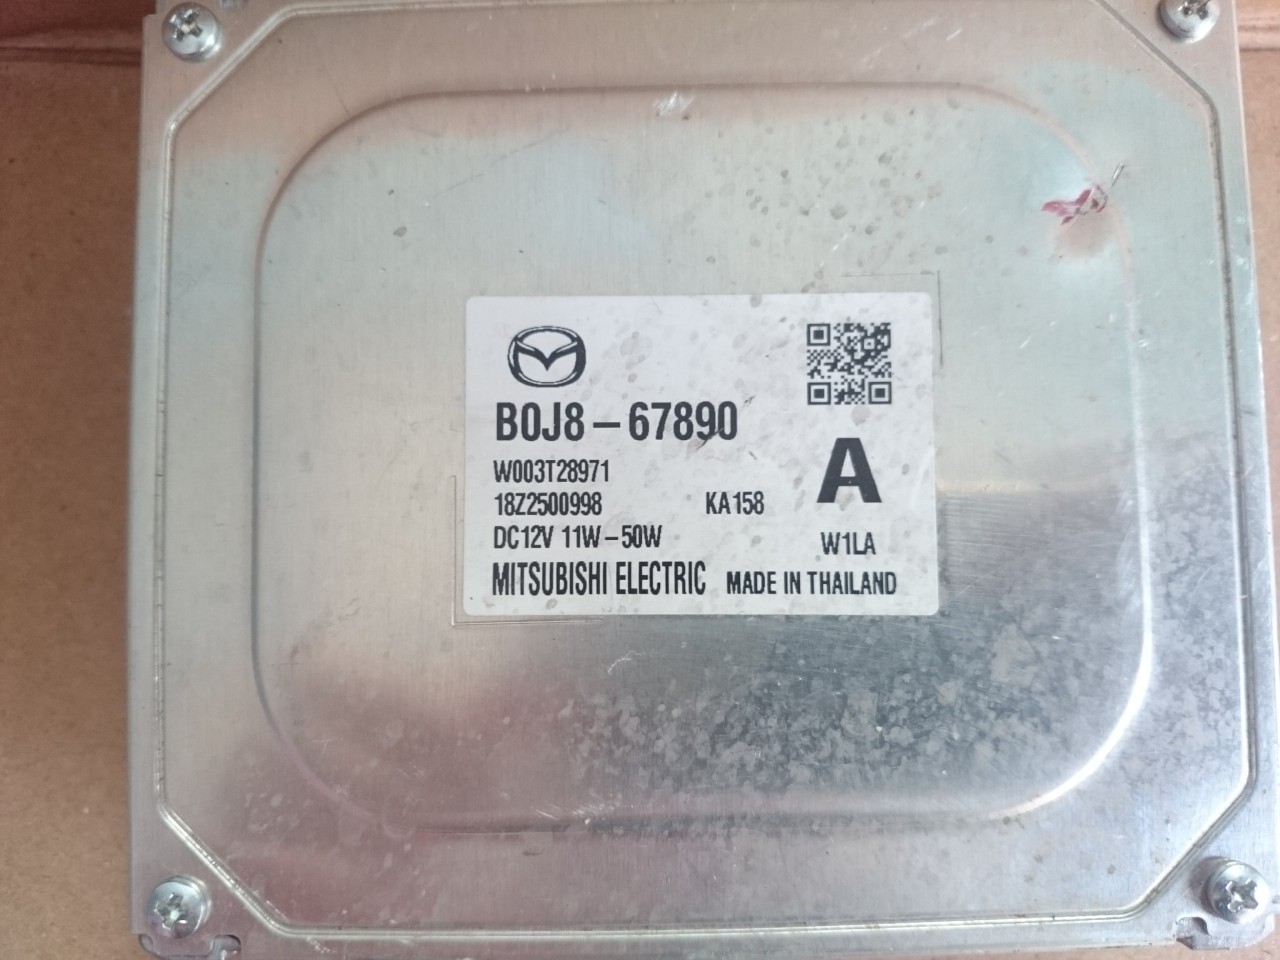 B0J8-67890
W003T28971
18Z2500998 KA158
A
DC12V 11W-50W
W1LA
MITSUBISHI ELECTRIC MADE IN THAILAND